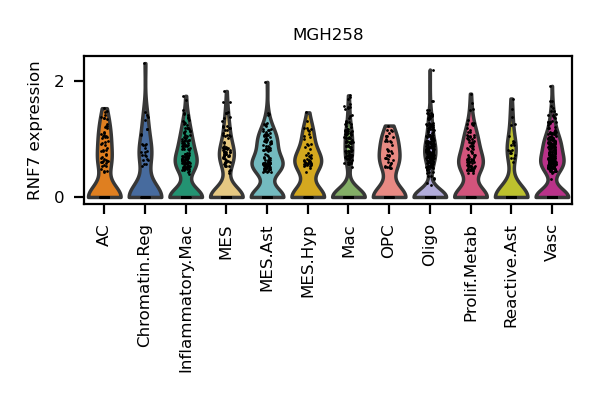 MGH258
RNF7 expression
2
0
AC
Chromatin.Reg
Inflammatory.Mac
MES
MES.Ast
MES.Hyp
Mac
OPC
Oligo
Prolif.Metab
Reactive.Ast
Vasc